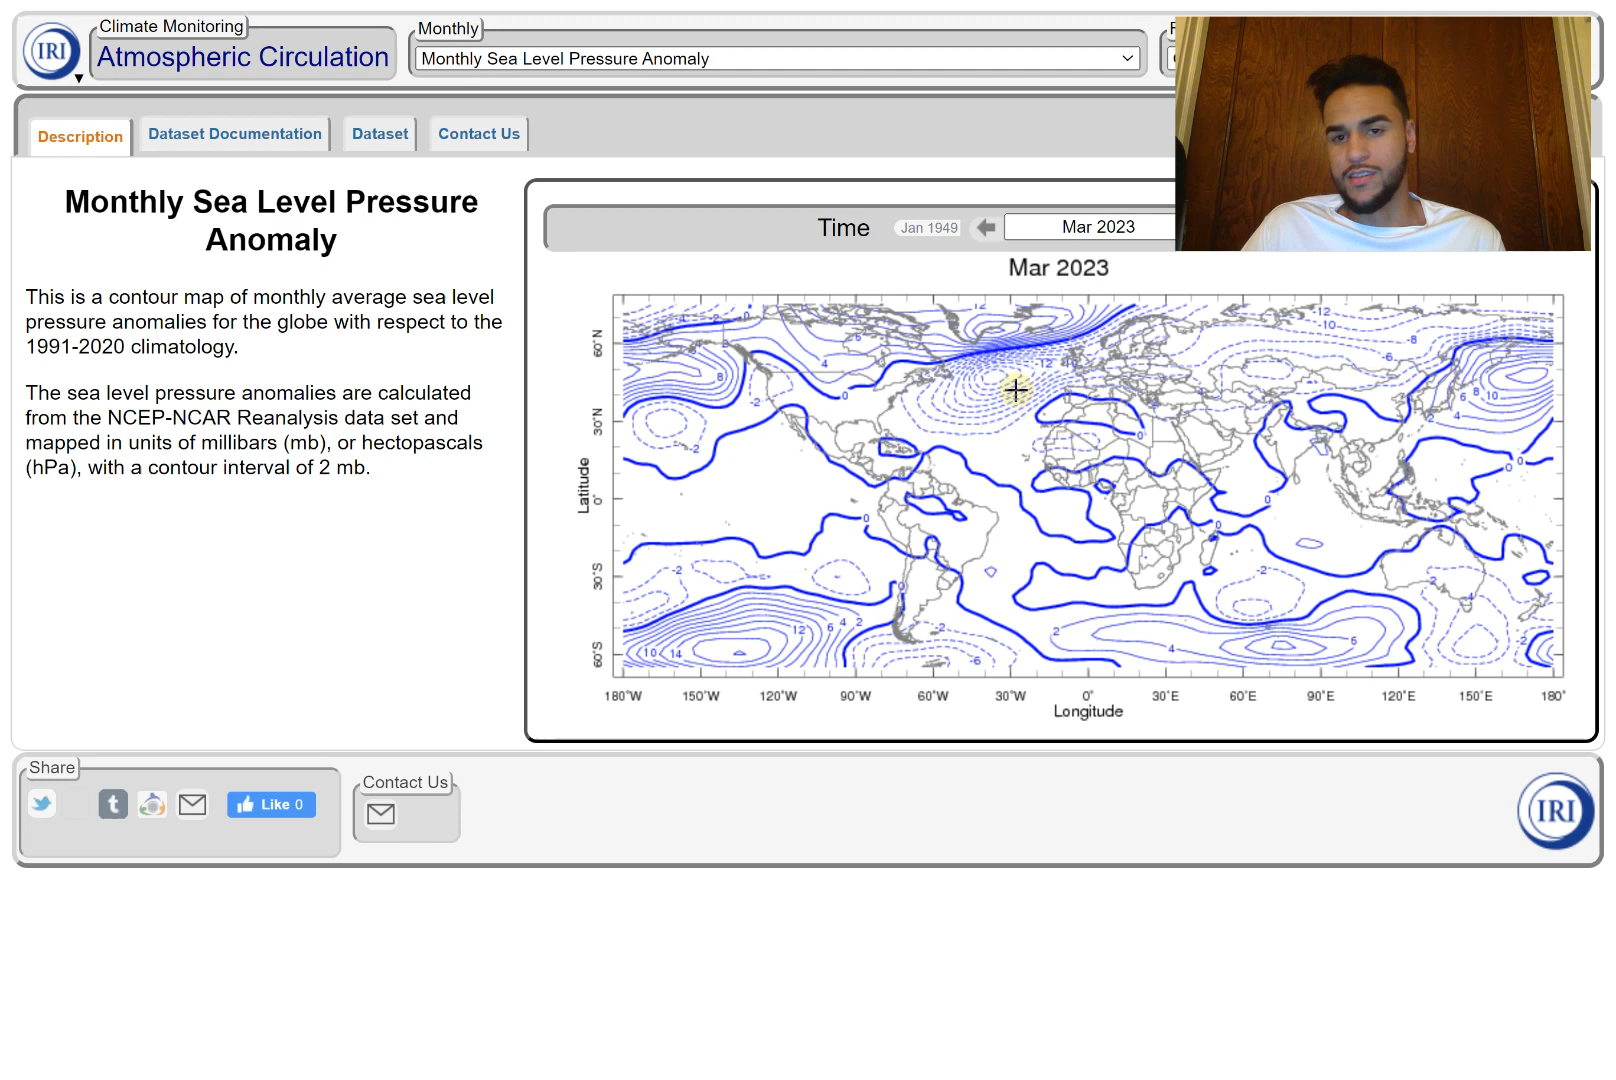 IRI
Climate Monitoring
Atmospheric Circulation
Monthly
Monthly Sea Level Pressure Anomaly
Description
Dataset Documentation
Dataset
Contact Us
Monthly Sea Level Pressure
Anomaly
This is a contour map of monthly average sea level
pressure anomalies for the globe with respect to the
1991-2020 climatology.
The sea level pressure anomalies are calculated
from the NCEP-NCAR Reanalysis data set and
mapped in units of millibars (mb), or hectopascals
(hPa), with a contour interval of 2 mb.
Time
Jan 1949
Mar 2023
Mar 2023
Latitude
60°N
30°N
0°
30°S
60°S
180°W 150°W 120°W 90°W 60°W 30°W 0° 30°E 60°E 90°E 120°E 150°E 180°
Longitude
Share
Like 0
Contact Us
IRI